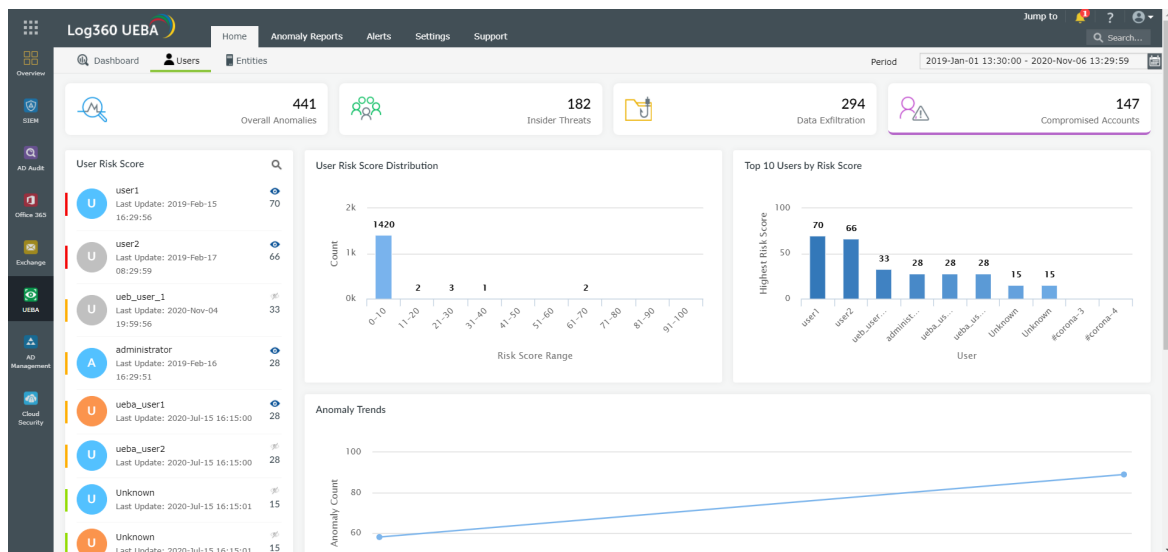 Log360 UEBA
Home
Anomaly Reports
Alerts
Settings
Support
Jump to
1
?
Search...
Overview
SIEM
AD Audit
Office 365
Exchange
UEBA
AD
Management
Cloud
Security
Dashboard
Users
Entities
Period
2019-Jan-01 13:30:00 - 2020-Nov-06 13:29:59
441
Overall Anomalies
182
Insider Threats
294
Data Exfiltration
147
Compromised Accounts
User Risk Score
U
user1
Last Update: 2019-Feb-15
16:29:56
70
U
user2
Last Update: 2019-Feb-17
08:29:59
66
U
ueb_user_1
Last Update: 2020-Nov-04
19:59:56
33
A
administrator
Last Update: 2019-Feb-16
16:29:51
28
U
ueba_user1
Last Update: 2020-Jul-15 16:15:00
28
U
ueba_user2
Last Update: 2020-Jul-15 16:15:00
28
U
Unknown
Last Update: 2020-Jul-15 16:15:01
15
U
Unknown
Last Update: 2020-Jul-15 16:15:01
15
User Risk Score Distribution
Count
2k
1k
0k
1420
2
3
1
2
0-10
11-20
21-30
31-40
41-50
51-60
61-70
71-80
81-90
91-100
Risk Score Range
Top 10 Users by Risk Score
Highest Risk Score
100
50
0
70
66
33
28
28
28
15
15
user1
user2
ueb_user...
administ...
ueba_us...
ueba_us...
Unknown
Unknown
#corona-3
#corona-4
User
Anomaly Trends
Anomaly Count
100
80
60